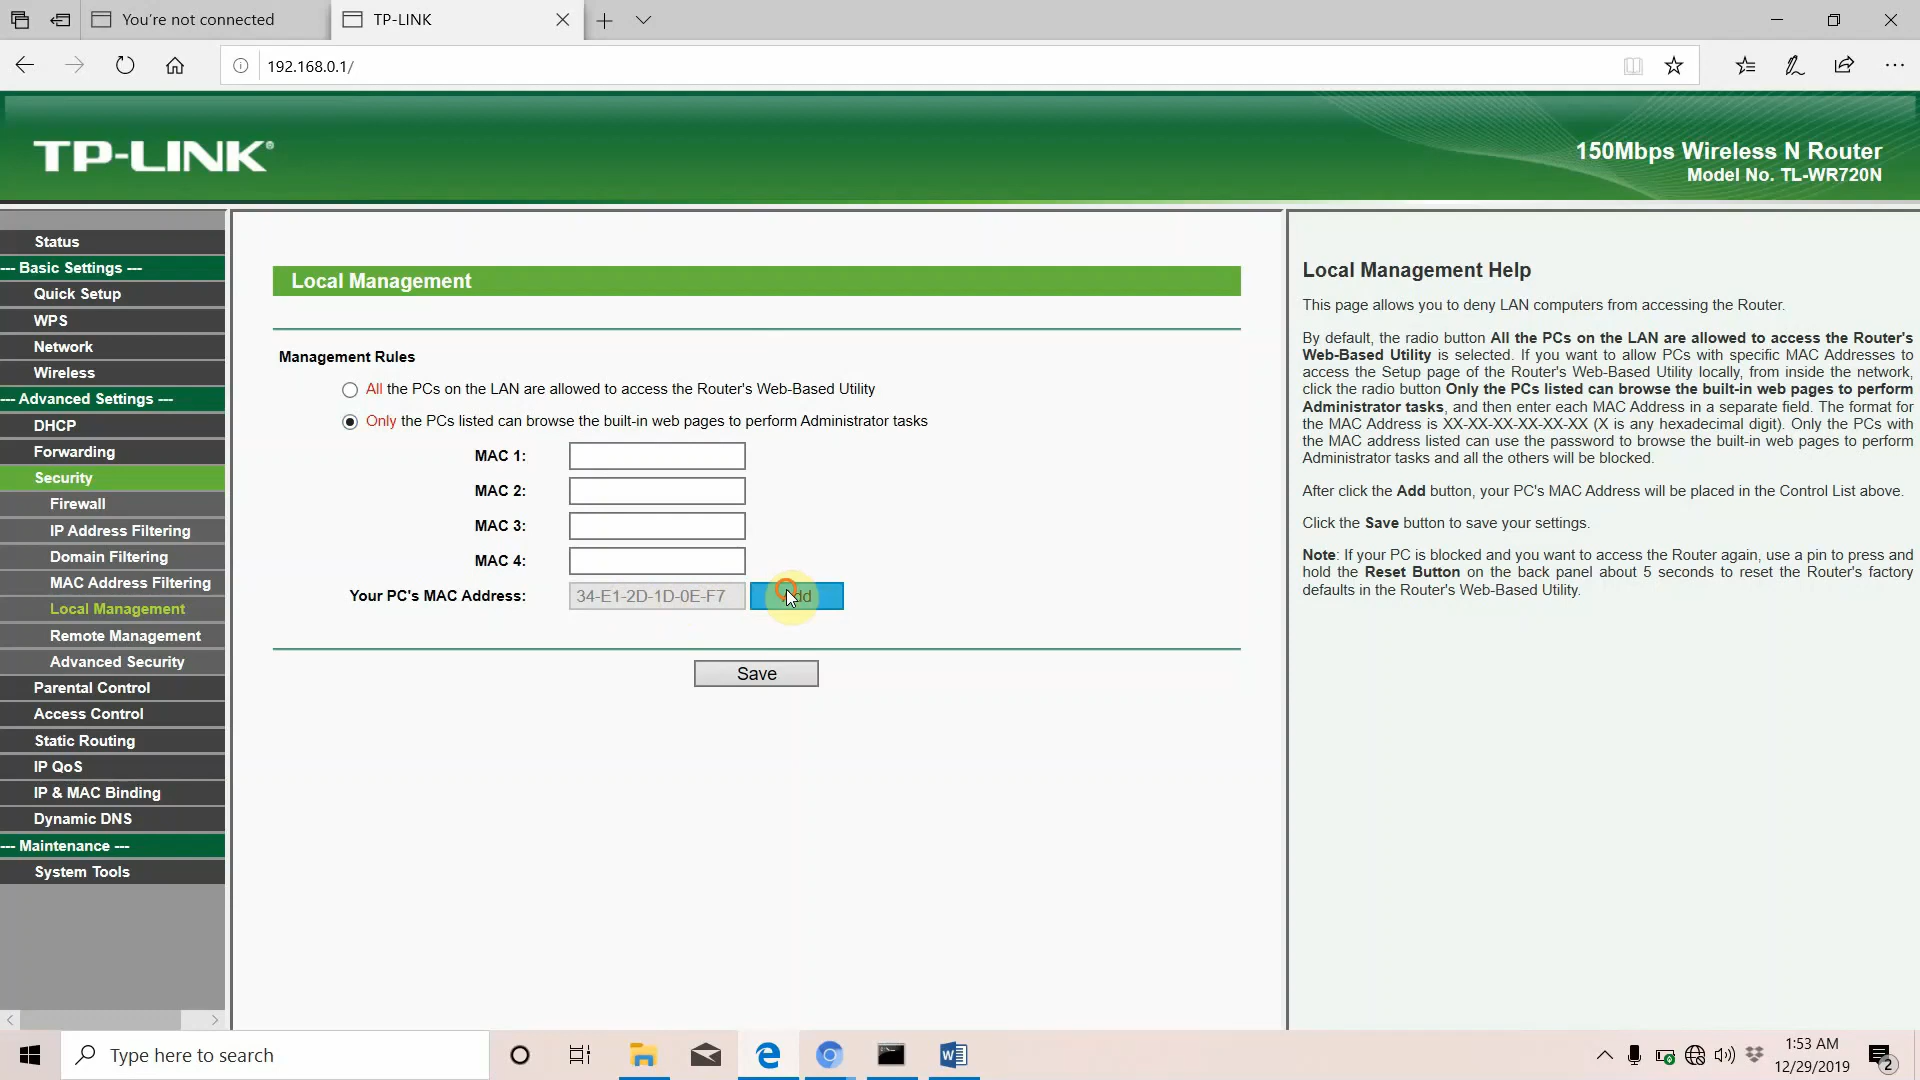 You're not connected
TP-LINK
192.168.0.1/
TP-LINK®
150Mbps Wireless N Router
Model No. TL-WR720N
Status
--- Basic Settings ---
Quick Setup
WPS
Network
Wireless
--- Advanced Settings ---
DHCP
Forwarding
Security
Firewall
IP Address Filtering
Domain Filtering
MAC Address Filtering
Local Management
Remote Management
Advanced Security
Parental Control
Access Control
Static Routing
IP QoS
IP & MAC Binding
Dynamic DNS
--- Maintenance ---
System Tools
Local Management
Management Rules
All the PCs on the LAN are allowed to access the Router's Web-Based Utility
Only the PCs listed can browse the built-in web pages to perform Administrator tasks
MAC 1:
MAC 2:
MAC 3:
MAC 4:
Your PC's MAC Address: 34-E1-2D-1D-0E-F7 Add
Save
Local Management Help
This page allows you to deny LAN computers from accessing the Router.
By default, the radio button All the PCs on the LAN are allowed to access the Router's
Web-Based Utility is selected. If you want to allow PCs with specific MAC Addresses to
access the Setup page of the Router's Web-Based Utility locally, from inside the network,
click the radio button Only the PCs listed can browse the built-in web pages to perform
Administrator tasks, and then enter each MAC Address in a separate field. The format for
the MAC Address is XX-XX-XX-XX-XX-XX (X is any hexadecimal digit). Only the PCs with
the MAC address listed can use the password to browse the built-in web pages to perform
Administrator tasks and all the others will be blocked.
After click the Add button, your PC's MAC Address will be placed in the Control List above.
Click the Save button to save your settings.
Note: If your PC is blocked and you want to access the Router again, use a pin to press and
hold the Reset Button on the back panel about 5 seconds to reset the Router's factory
defaults in the Router's Web-Based Utility.
Type here to search
1:53 AM
12/29/2019
2